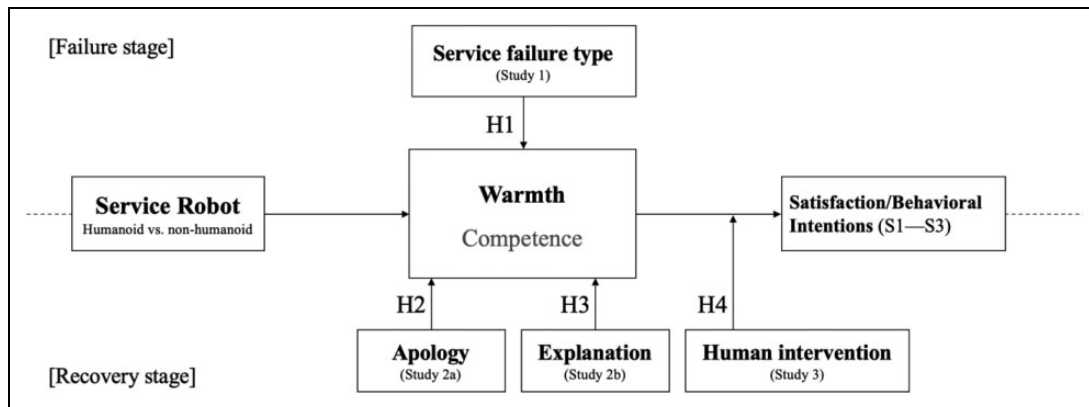 [Failure stage]
Service failure type
(Study 1)
H1
Service Robot
Humanoid vs. non-humanoid
Warmth
Competence
Satisfaction/Behavioral
Intentions (S1—S3)
H2
H3
H4
Apology
(Study 2a)
Explanation
(Study 2b)
Human intervention
(Study 3)
[Recovery stage]